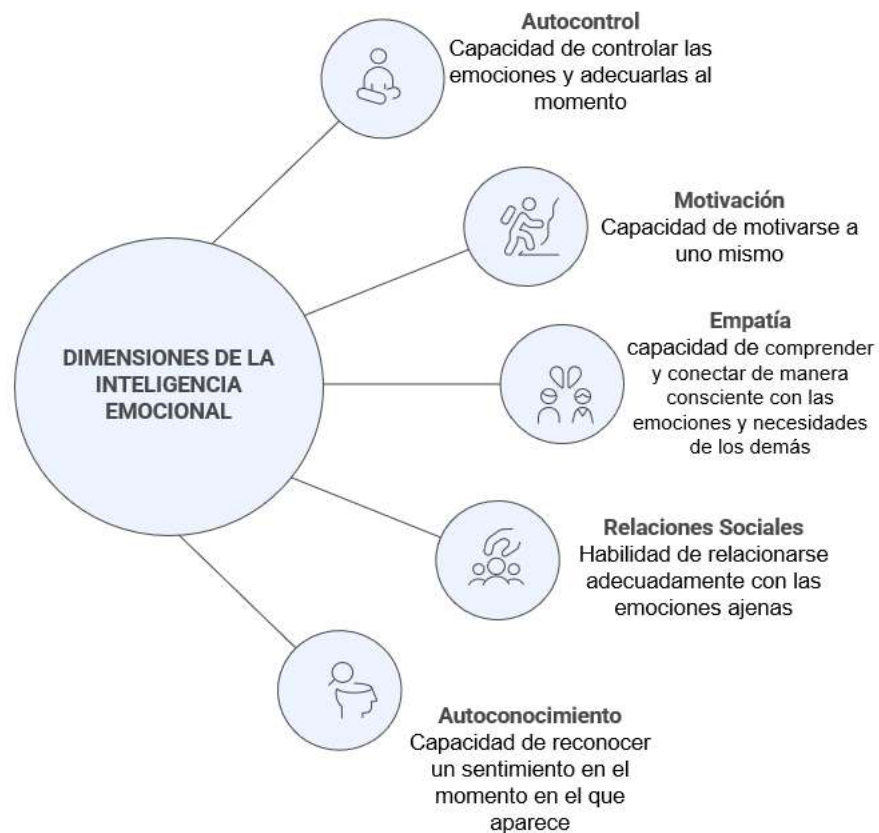 Autocontrol
Capacidad de controlar las
emociones y adecuarlas al
momento
Motivación
Capacidad de motivarse a
uno mismo
DIMENSIONES DE LA
INTELIGENCIA
EMOCIONAL
Empatía
capacidad de comprender
y conectar de manera
consciente con las
emociones y necesidades
de los demás
Relaciones Sociales
Habilidad de relacionarse
adecuadamente con las
emociones ajenas
Autoconocimiento
Capacidad de reconocer
un sentimiento en el
momento en el que
aparece